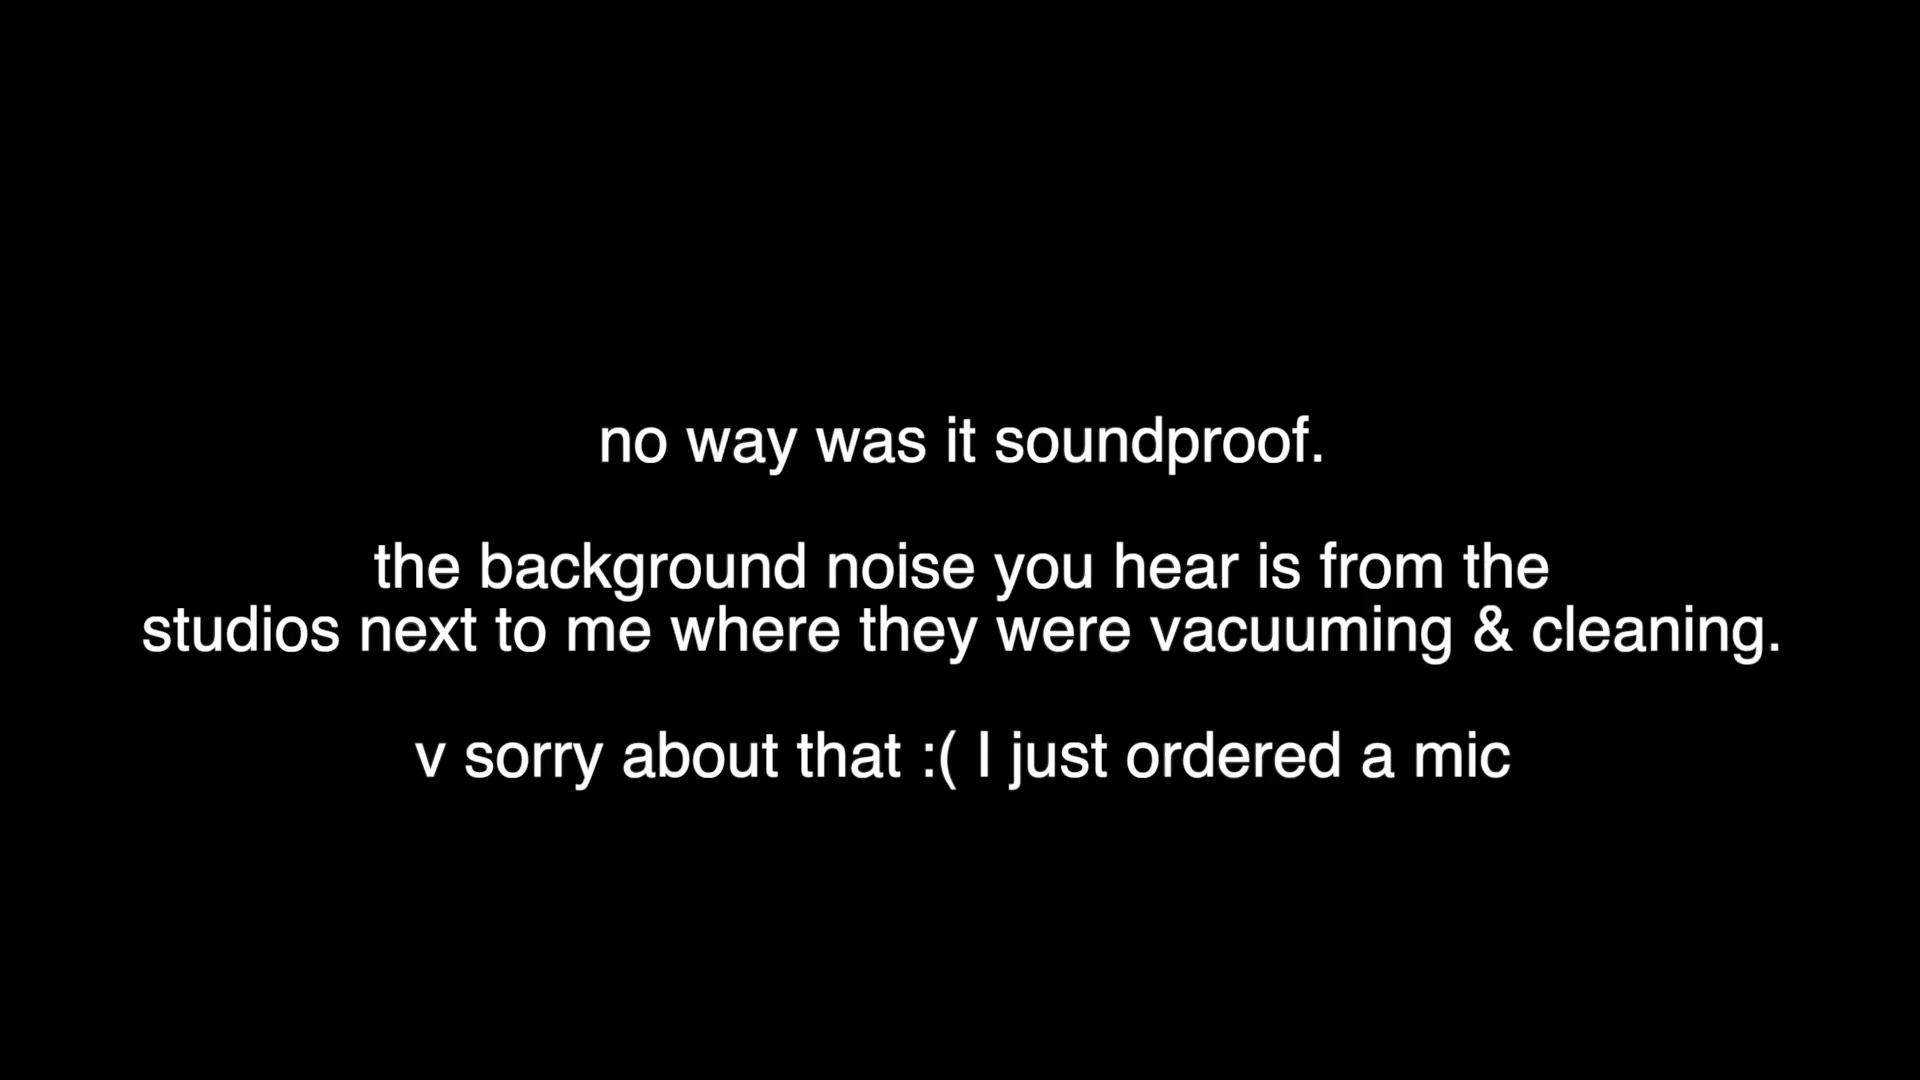 no way was it soundproof.
the background noise you hear is from the
studios next to me where they were vacuuming & cleaning.
v sorry about that :( I just ordered a mic